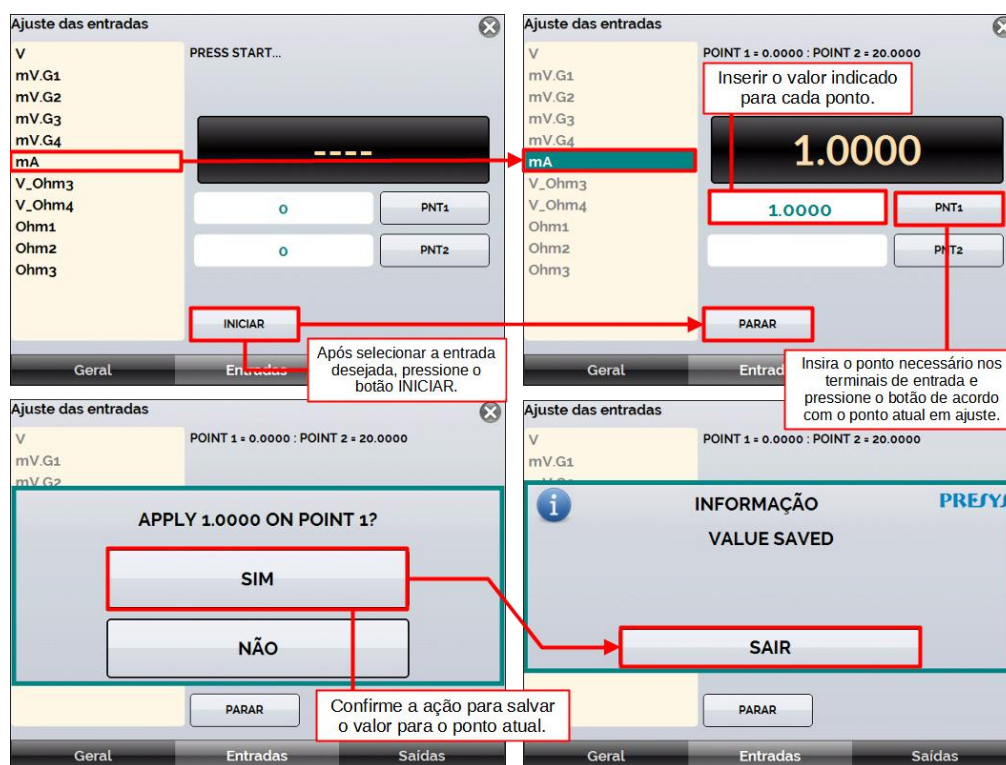 Ajuste das entradas
V
mV.G1
mV.G2
mV.G3
mV.G4
mA
V_Ohm3
V_Ohm4
Ohm1
Ohm2
Ohm3
PRESS START...
----
0
PNT1
0
PNT2
INICIAR
Após selecionar a entrada
desejada, pressione o
botão INICIAR.
Geral
Entradas
Ajuste das entradas
V
mV.G1
mV.G2
mV.G3
mV.G4
mA
V_Ohm3
V_Ohm4
Ohm1
Ohm2
Ohm3
POINT 1 = 0.0000 : POINT 2 = 20.0000
Inserir o valor indicado
para cada ponto.
1.0000
1.0000
PNT1
PNT2
PARAR
Insira o ponto necessário nos
terminais de entrada e
pressione o botão de acordo
com o ponto atual em ajuste.
Geral
Entrad
Ajuste das entradas
V
mV.G1
mV.G2
POINT 1 = 0.0000 : POINT 2 = 20.0000
APPLY 1.0000 ON POINT 1?
SIM
NÃO
PARAR
Confirme a ação para salvar
o valor para o ponto atual.
Geral
Entradas
Saídas
Ajuste das entradas
V
mV.G1
POINT 1 = 0.0000 : POINT 2 = 20.0000
i
INFORMAÇÃO
PRESYS
VALUE SAVED
SAIR
PARAR
Geral
Entradas
Saídas